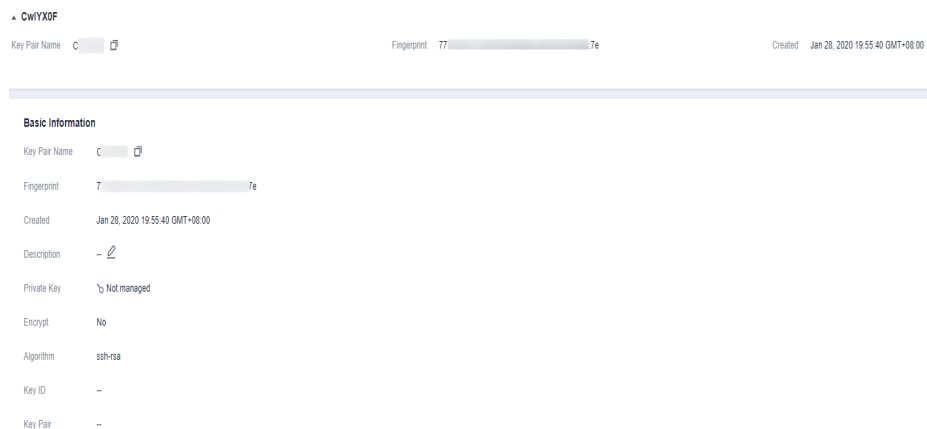 CwIYX0F
Key Pair Name C Fingerprint 77 :7e Created Jan 28, 2020 19:55:40 GMT+08:00
Basic Information
Key Pair Name C
Fingerprint 7 7e
Created Jan 28, 2020 19:55:40 GMT+08:00
Description --
Private Key Not managed
Encrypt No
Algorithm ssh-rsa
Key ID --
Key Pair --